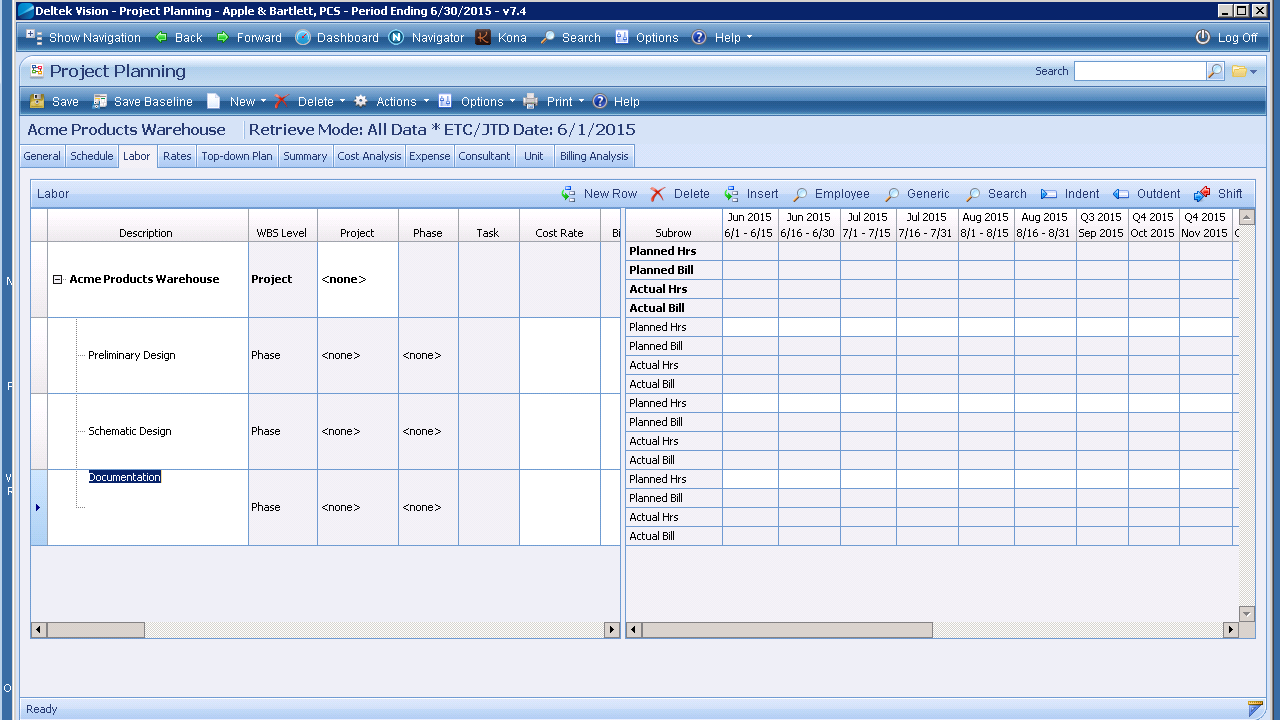 Deltek Vision - Project Planning - Apple & Bartlett, PCS - Period Ending 6/30/2015 - v7.4
Show Navigation Back Forward Dashboard Navigator Kona Search Options Help Log Off
Project Planning Search
Save Save Baseline New Delete Actions Options Print Help
Acme Products Warehouse Retrieve Mode: All Data * ETC/JTD Date: 6/1/2015
General Schedule Labor Rates Top-down Plan Summary Cost Analysis Expense Consultant Unit Billing Analysis
Labor New Row Delete Insert Employee Generic Search Indent Outdent Shift
Jun 2015 Jun 2015 Jul 2015 Jul 2015 Aug 2015 Aug 2015 Q3 2015 Q4 2015 Q4 2015
Description WBS Level Project Phase Task Cost Rate Bi Subrow 6/1 - 6/15 6/16 - 6/30 7/1 - 7/15 7/16 - 7/31 8/1 - 8/15 8/16 - 8/31 Sep 2015 Oct 2015 Nov 2015
Planned Hrs
Planned Bill
Acme Products Warehouse Project <none>
Actual Hrs
Actual Bill
Planned Hrs
Planned Bill
Preliminary Design Phase <none> <none>
Actual Hrs
Actual Bill
Planned Hrs
Planned Bill
Schematic Design Phase <none> <none>
Actual Hrs
Actual Bill
Documentation Planned Hrs
Planned Bill
Phase <none> <none>
Actual Hrs
Actual Bill
Ready